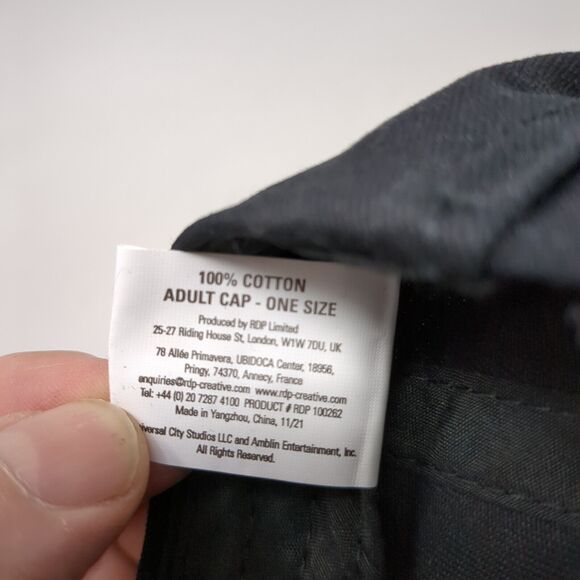 100% COTTON
ADULT CAP - ONE SIZE
Produced by RDP Limited
25-27 Riding House St, London, W1W 7DU, UK
78 Allée Primavera, UBIDOCA Center, 18956,
Pringy, 74370, Annecy, France
enquiries@rdp-creative.com www.rdp-creative.com
Tel: +44 (0) 20 7287 4100 PRODUCT # RDP 100262
Made in Yangzhou, China, 11/21
City Studios LLC and Amblin Entertainment, Inc.
All Rights Reserved.